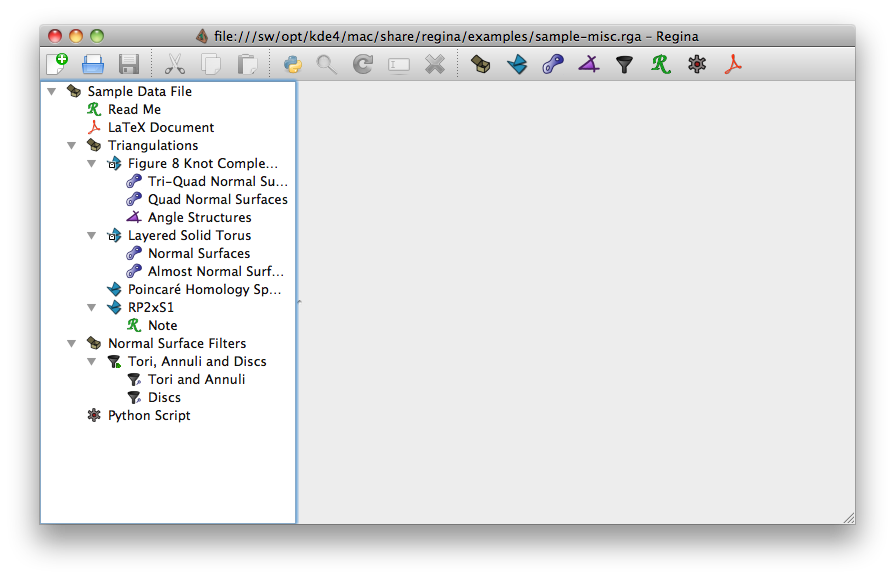 file:///sw/opt/kde4/mac/share/regina/examples/sample-misc.rga – Regina
Sample Data File
Read Me
LaTeX Document
Triangulations
Figure 8 Knot Comple...
Tri-Quad Normal Su...
Quad Normal Surfaces
Angle Structures
Layered Solid Torus
Normal Surfaces
Almost Normal Surf...
Poincaré Homology Sp...
RP2xS1
Note
Normal Surface Filters
Tori, Annuli and Discs
Tori and Annuli
Discs
Python Script